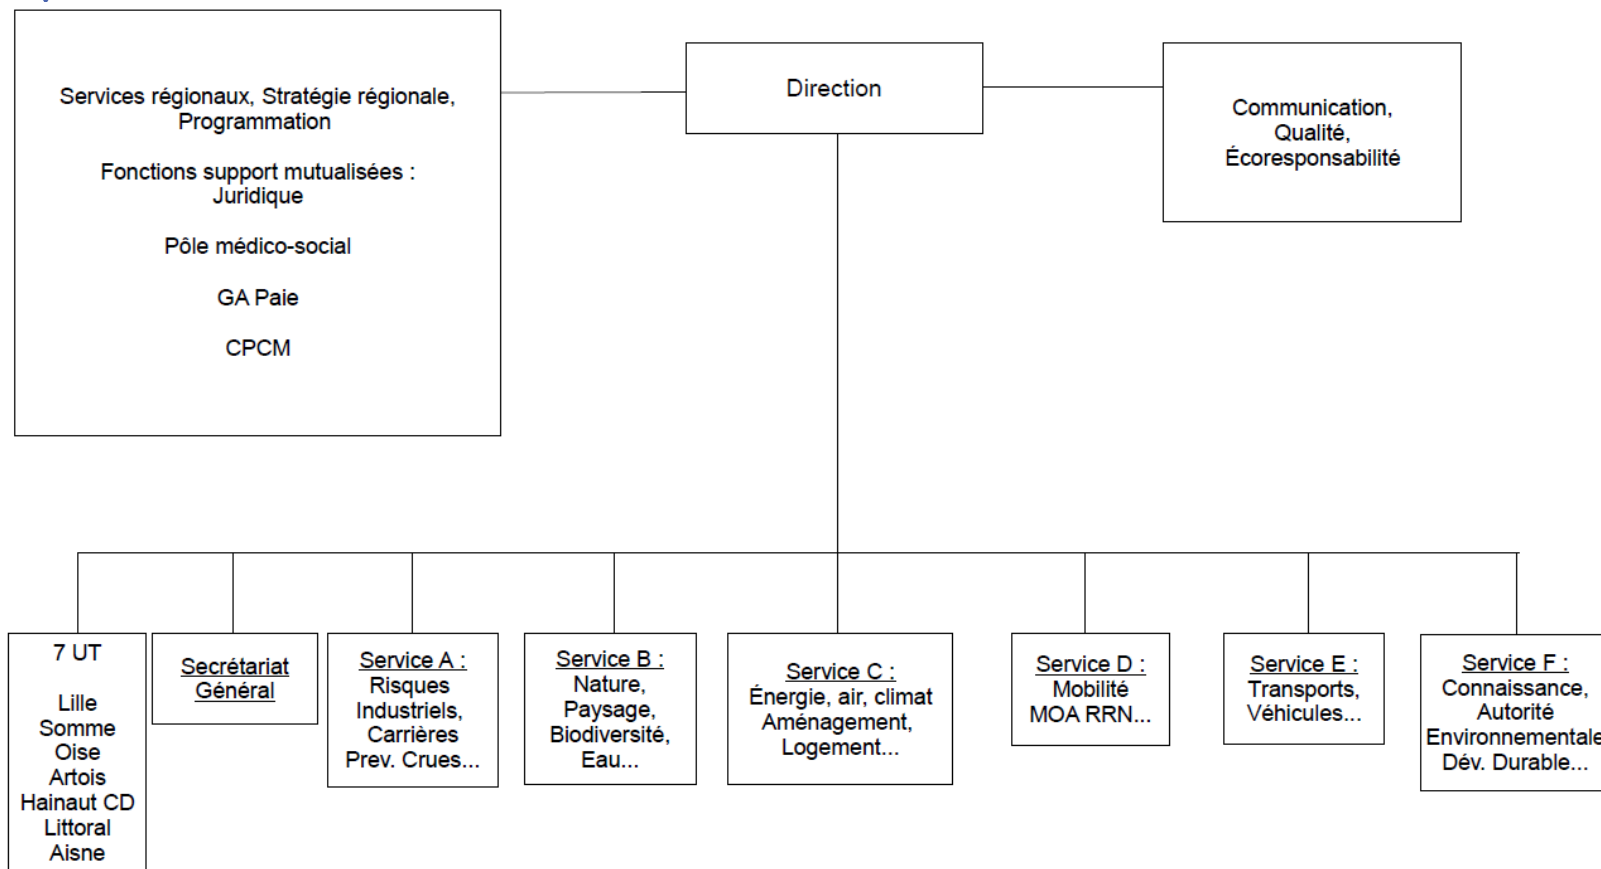 Services régionaux, Stratégie régionale,
Programmation
Fonctions support mutualisées :
Juridique
Pôle médico-social
GA Paie
CPCM
Direction
Communication,
Qualité,
Écoresponsabilité
7 UT
Lille
Somme
Oise
Artois
Hainaut CD
Littoral
Aisne
Secrétariat
Général
Service A :
Risques
Industriels,
Carrières
Prev. Crues...
Service B :
Nature,
Paysage,
Biodiversité,
Eau...
Service C :
Énergie, air, climat
Aménagement,
Logement...
Service D :
Mobilité
MOA RRN...
Service E :
Transports,
Véhicules...
Service F :
Connaissance,
Autorité
Environnementale
Dév. Durable...